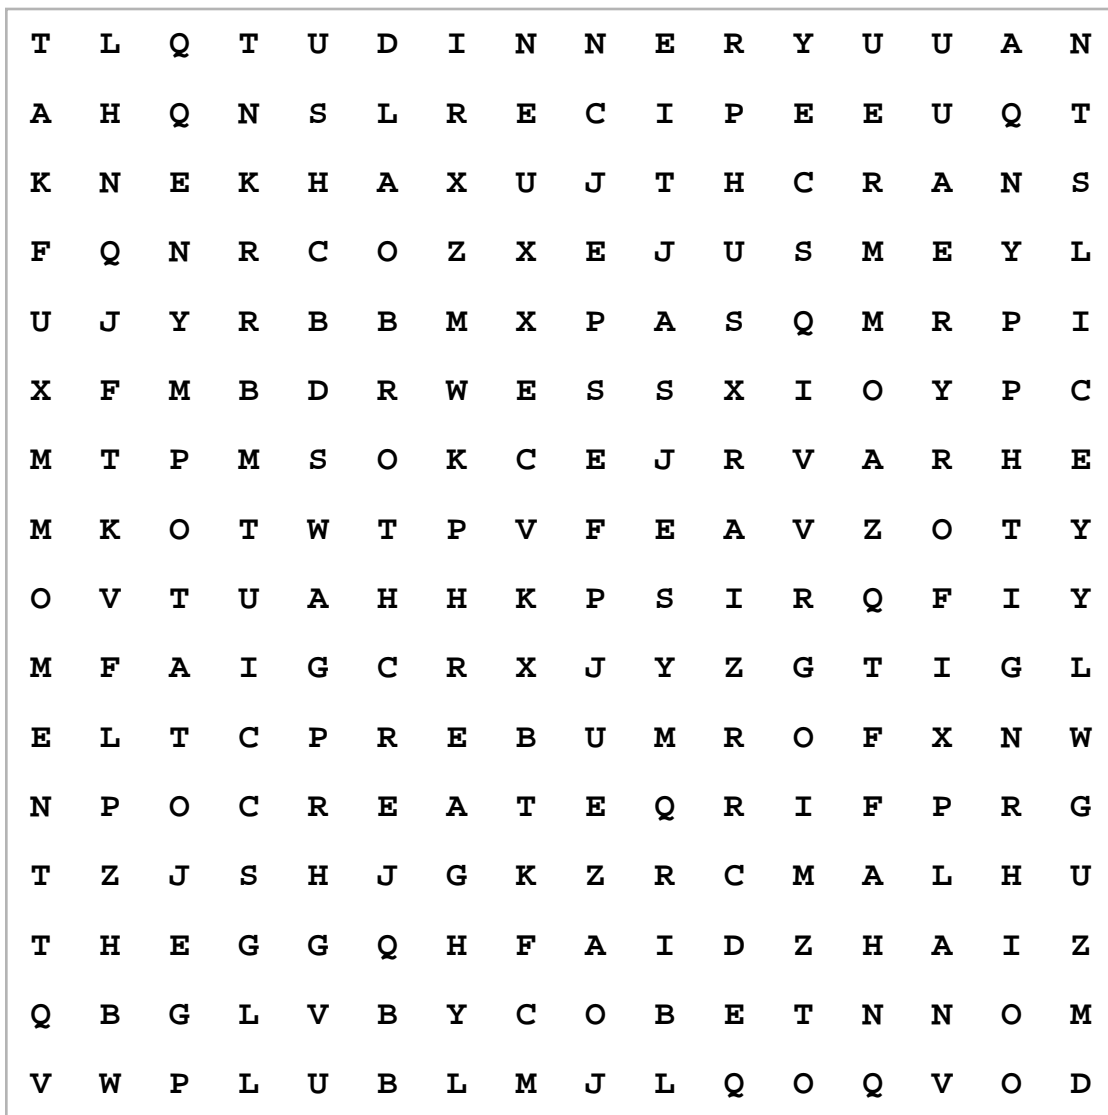 T L Q T U D I N N E R Y U U A N
A H Q N S L R E C I P E E U Q T
K N E K H A X U J T H C R A N S
F Q N R C O Z X E J U S M E Y L
U J Y R B B M X P A S Q M R P I
X F M B D R W E S S X I O Y P C
M T P M S O K C E J R V A R H E
M K O T W T P V F E A V Z O T Y
O V T U A H H K P S I R Q F I Y
M F A I G C R X J Y Z G T I G L
E L T C P R E B U M R O F X N W
N P O C R E A T E Q R I F P R G
T Z J S H J G K Z R C M A L H U
T H E G G Q H F A I D Z H A I Z
Q B G L V B Y C O B E T N N O M
V W P L U B L M J L Q O Q V O D